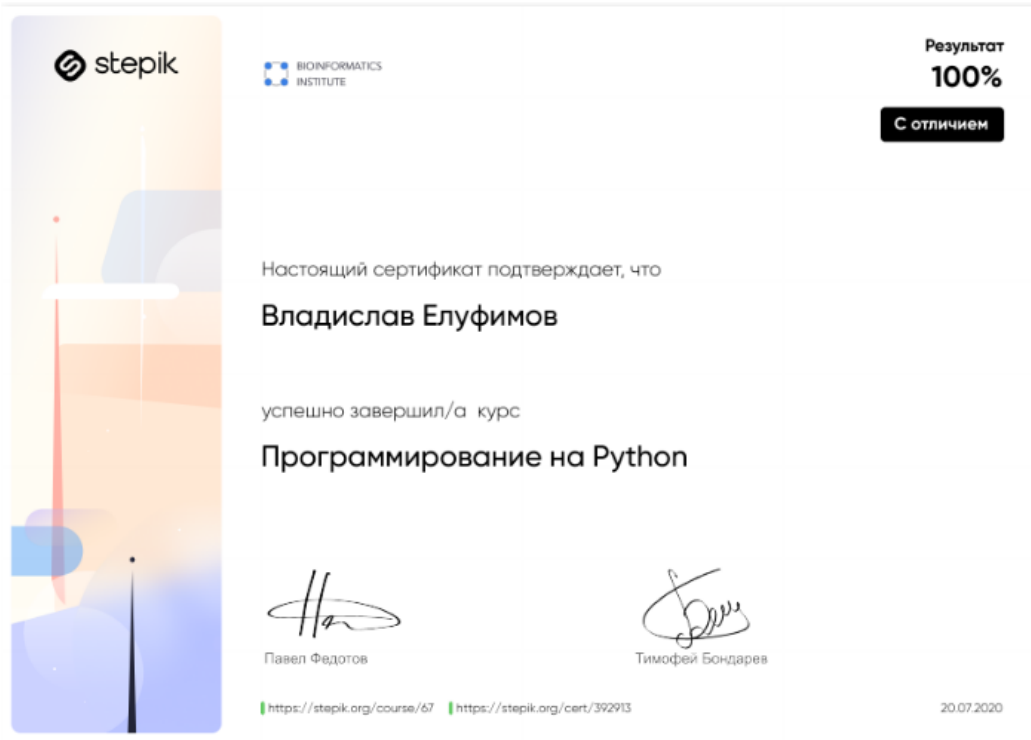 stepik
BIOINFORMATICS
INSTITUTE
Результат
100%
С отличием
Настоящий сертификат подтверждает, что
Владислав Елуфимов
успешно завершил/а курс
Программирование на Python
Павел Федотов
Тимофей Бондарев
https://stepik.org/course/67
https://stepik.org/cert/392913
20.07.2020